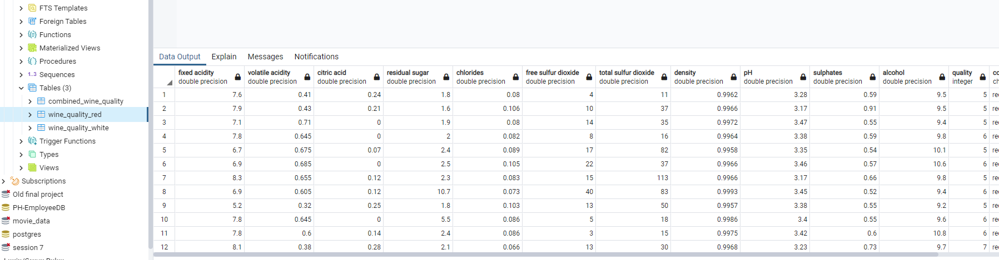 FTS Templates
Foreign Tables
Functions
Materialized Views
Procedures
1..3 Sequences
Tables (3)
combined_wine_quality
wine_quality_red
wine_quality_white
Trigger Functions
Types
Views
Subscriptions
Old final project
PH-EmployeeDB
movie_data
postgres
session 7
Data Output Explain Messages Notifications
fixed acidity volatile acidity citric acid residual sugar chlorides free sulfur dioxide total sulfur dioxide density pH sulphates alcohol quality co
double precision double precision double precision double precision double precision double precision double precision double precision double precision double precision double precision integer ch
1 7.6 0.41 0.24 1.8 0.08 4 11 0.9962 3.28 0.59 9.5 5 re
2 7.9 0.43 0.21 1.6 0.106 10 37 0.9966 3.17 0.91 9.5 5 re
3 7.1 0.71 0 1.9 0.08 14 35 0.9972 3.47 0.55 9.4 5 re
4 7.8 0.645 0 2 0.082 8 16 0.9964 3.38 0.59 9.8 6 re
5 6.7 0.675 0.07 2.4 0.089 17 82 0.9958 3.35 0.54 10.1 5 re
6 6.9 0.685 0 2.5 0.105 22 37 0.9966 3.46 0.57 10.6 6 re
7 8.3 0.655 0.12 2.3 0.083 15 113 0.9966 3.17 0.66 9.8 5 re
8 6.9 0.605 0.12 10.7 0.073 40 83 0.9993 3.45 0.52 9.4 6 re
9 5.2 0.32 0.25 1.8 0.103 13 50 0.9957 3.38 0.55 9.2 5 re
10 7.8 0.645 0 5.5 0.086 5 18 0.9986 3.4 0.55 9.6 6 re
11 7.8 0.6 0.14 2.4 0.086 3 15 0.9975 3.42 0.6 10.8 6 re
12 8.1 0.38 0.28 2.1 0.066 13 30 0.9968 3.23 0.73 9.7 7 re